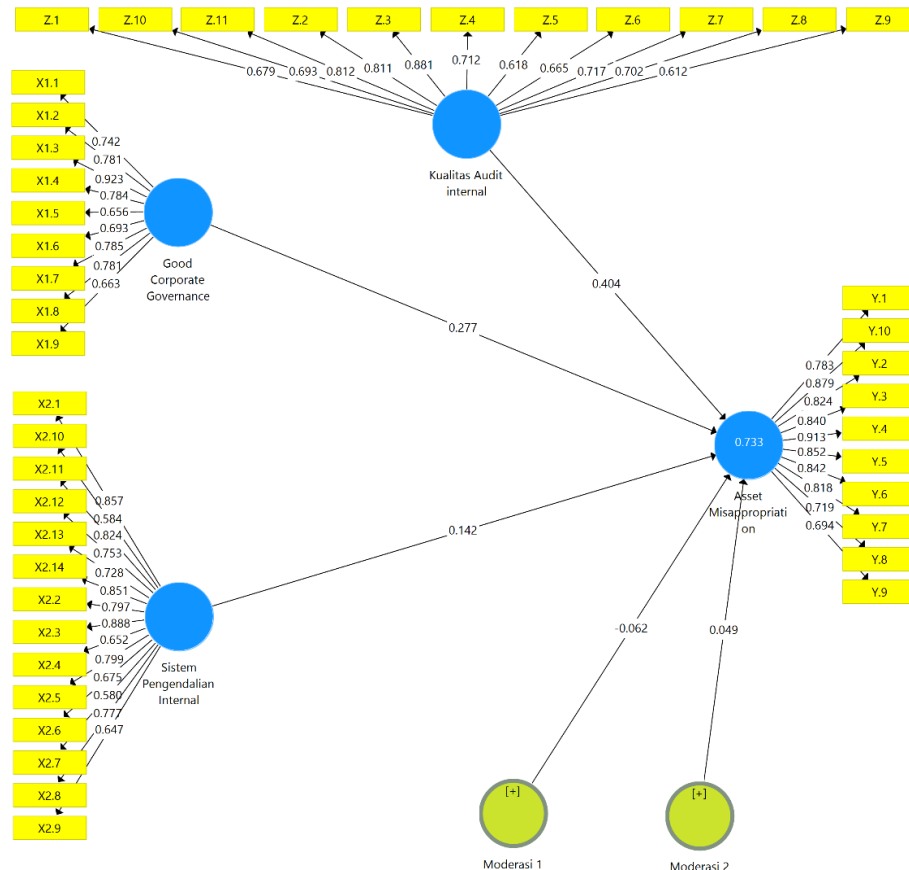 Z.1 Z.10 Z.11 Z.2 Z.3 Z.4 Z.5 Z.6 Z.7 Z.8 Z.9
0.679 0.693 0.812 0.811 0.881 0.712 0.618 0.665 0.717 0.702 0.612
Kualitas Audit
internal
X1.1
X1.2
X1.3
X1.4
X1.5
X1.6
X1.7
X1.8
X1.9
0.742
0.781
0.923
0.784
0.656
0.693
0.785
0.781
0.663
Good
Corporate
Governance
0.404
0.277
X2.1
X2.10
X2.11
X2.12
X2.13
X2.14
X2.2
X2.3
X2.4
X2.5
X2.6
X2.7
X2.8
X2.9
0.857
0.584
0.824
0.753
0.728
0.851
0.797
0.888
0.652
0.799
0.675
0.580
0.777
0.647
Sistem
Pengendalian
Internal
0.142
Y.1
Y.10
Y.2
Y.3
Y.4
Y.5
Y.6
Y.7
Y.8
Y.9
0.783
0.879
0.824
0.840
0.913
0.852
0.842
0.818
0.719
0.694
0.733
Asset
Misappropriati
on
-0.062
0.049
[+]
Moderasi 1
[+]
Moderasi 2